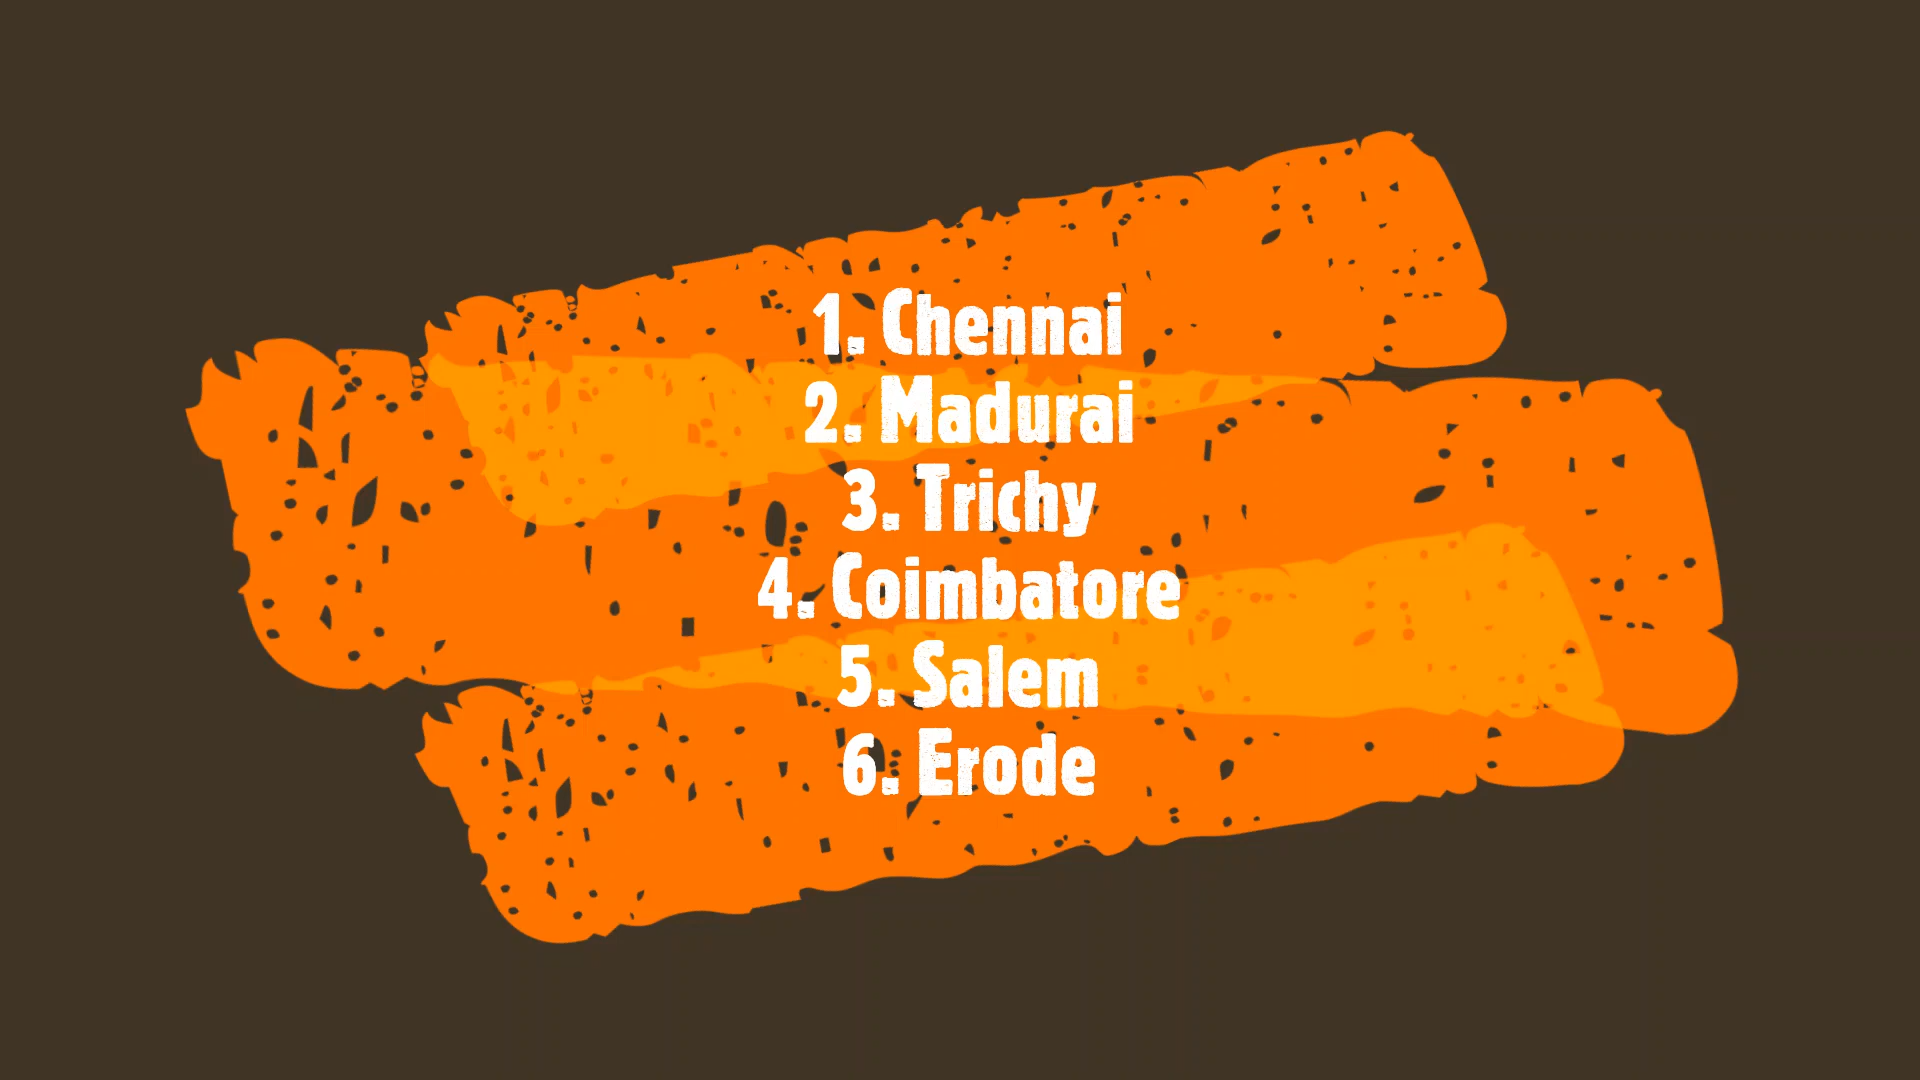 1. Chennai
2. Madurai
3. Trichy
4. Coimbatore
5. Salem
6. Erode